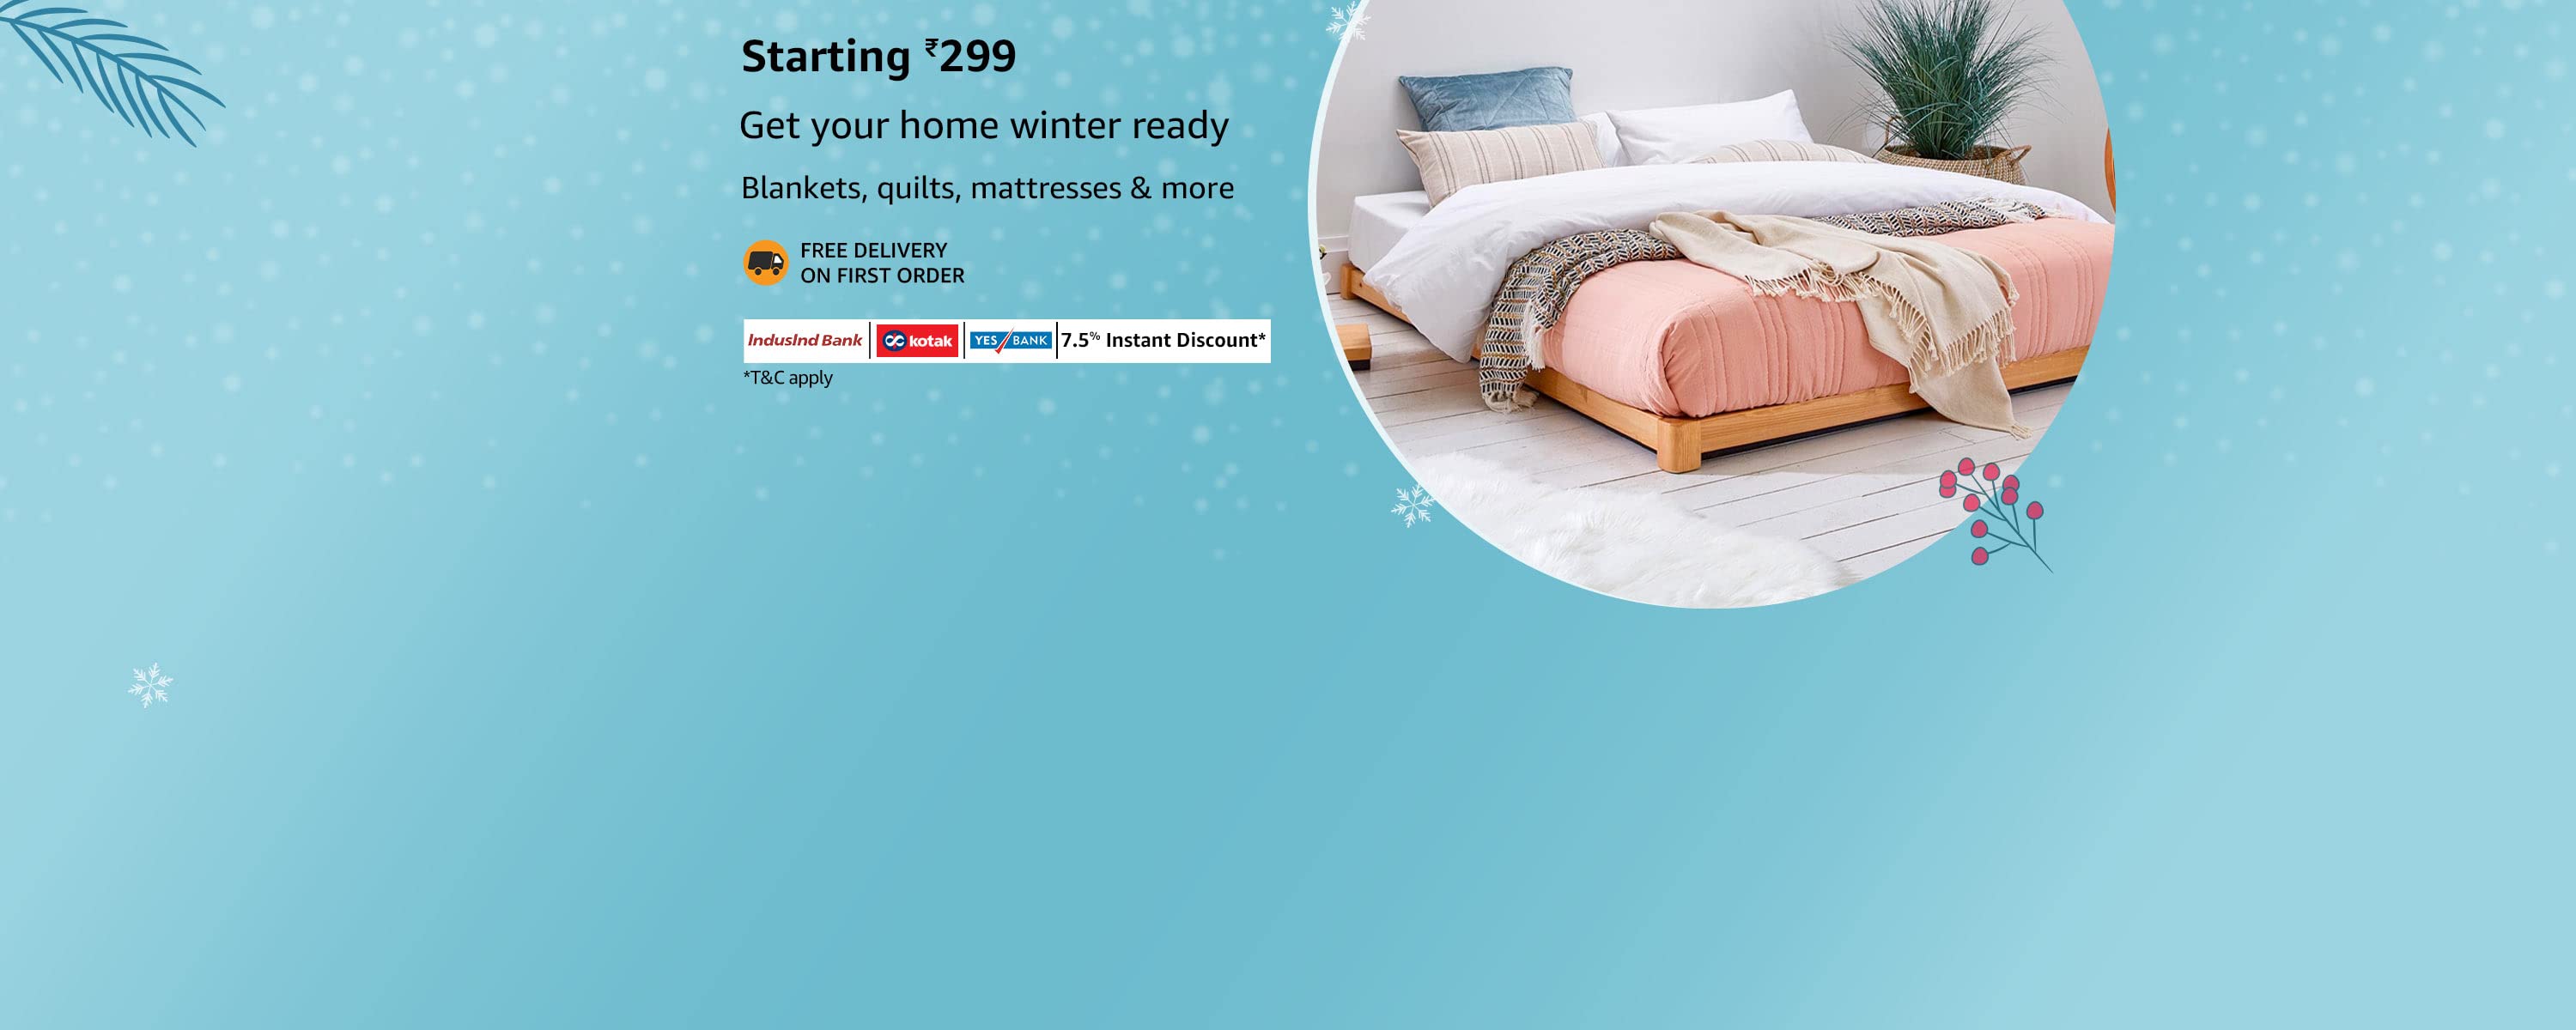 Starting ₹299
Get your home winter ready
Blankets, quilts, mattresses & more
FREE DELIVERY
ON FIRST ORDER
IndusInd Bank kotak YES BANK 7.5% Instant Discount*
*T&C apply